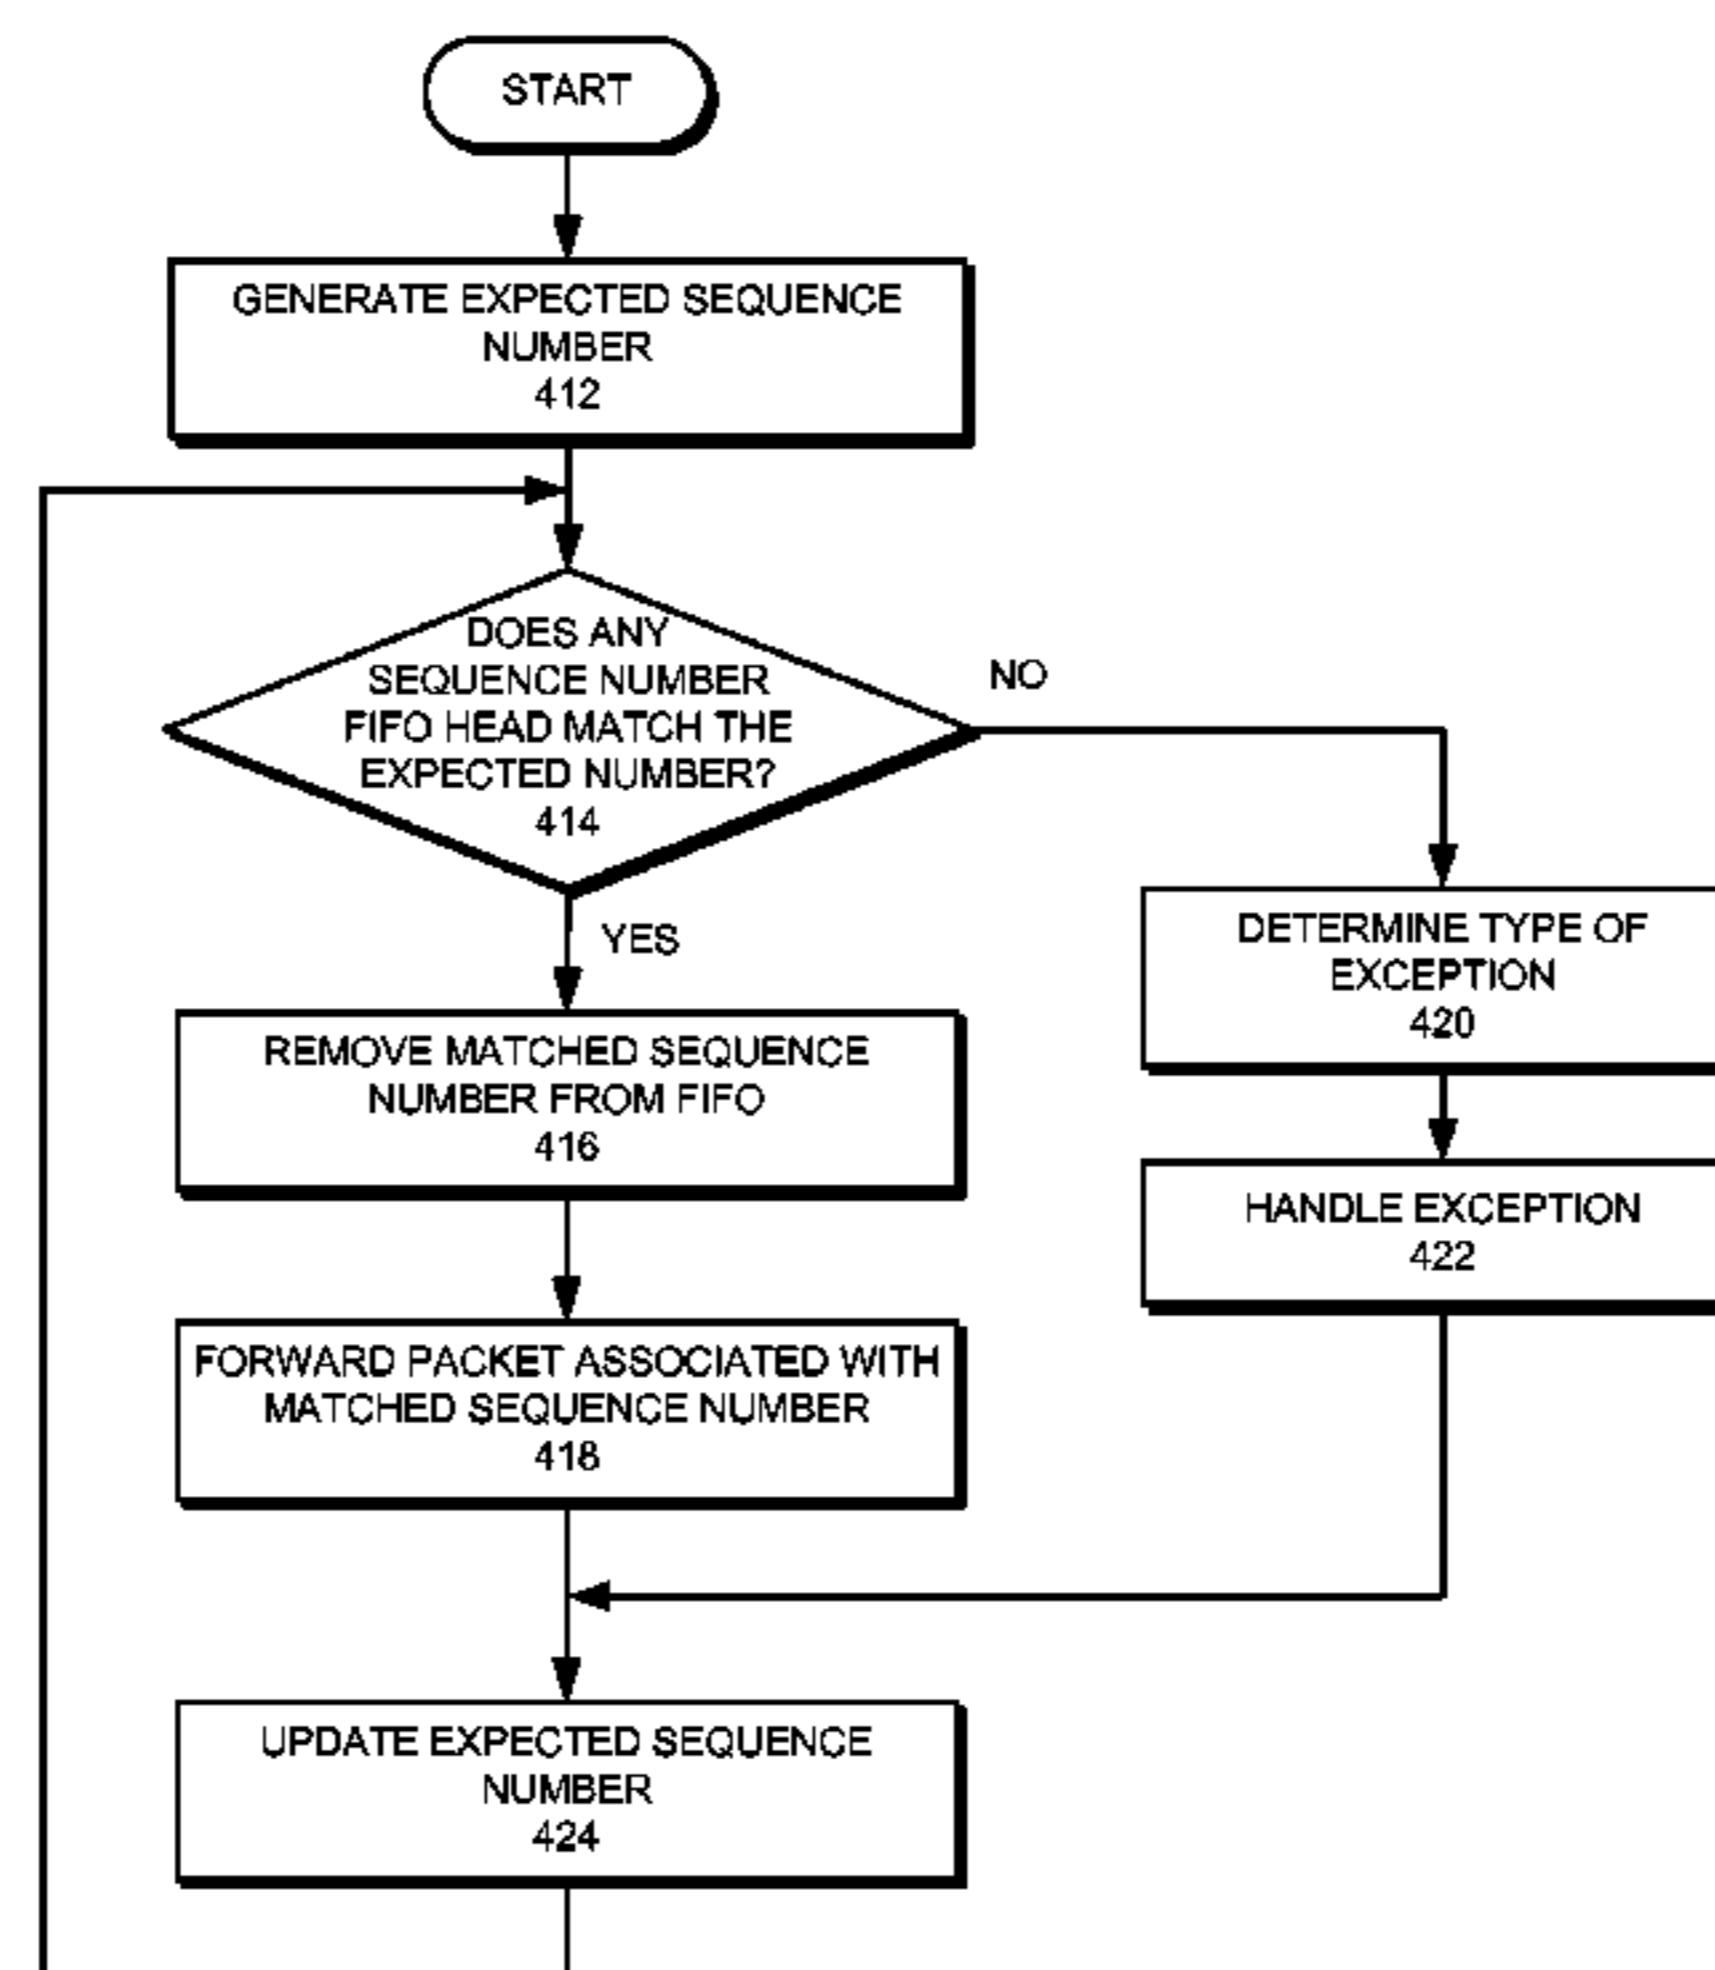 START
GENERATE EXPECTED SEQUENCE
NUMBER
412
DOES ANY
SEQUENCE NUMBER
FIFO HEAD MATCH THE
EXPECTED NUMBER?
414
NO
YES
DETERMINE TYPE OF
EXCEPTION
420
REMOVE MATCHED SEQUENCE
NUMBER FROM FIFO
416
HANDLE EXCEPTION
422
FORWARD PACKET ASSOCIATED WITH
MATCHED SEQUENCE NUMBER
418
UPDATE EXPECTED SEQUENCE
NUMBER
424